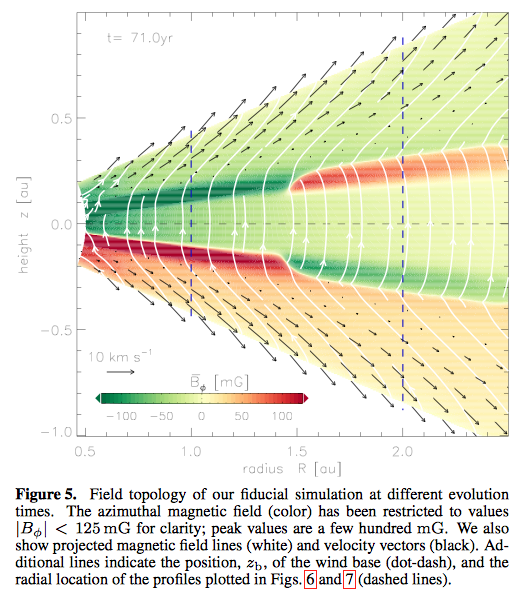 t= 71.0yr
height z [au]
0.5
0.0
−0.5
−1.0
10 km s⁻¹
B̅ϕ [mG]
−100 −50 0 50 100
0.5 1.0 1.5 2.0
radius R [au]
Figure 5. Field topology of our fiducial simulation at different evolution
times. The azimuthal magnetic field (color) has been restricted to values
|Bϕ| < 125 mG for clarity; peak values are a few hundred mG. We also
show projected magnetic field lines (white) and velocity vectors (black). Ad-
ditional lines indicate the position, zb, of the wind base (dot-dash), and the
radial location of the profiles plotted in Figs. 6 and 7 (dashed lines).